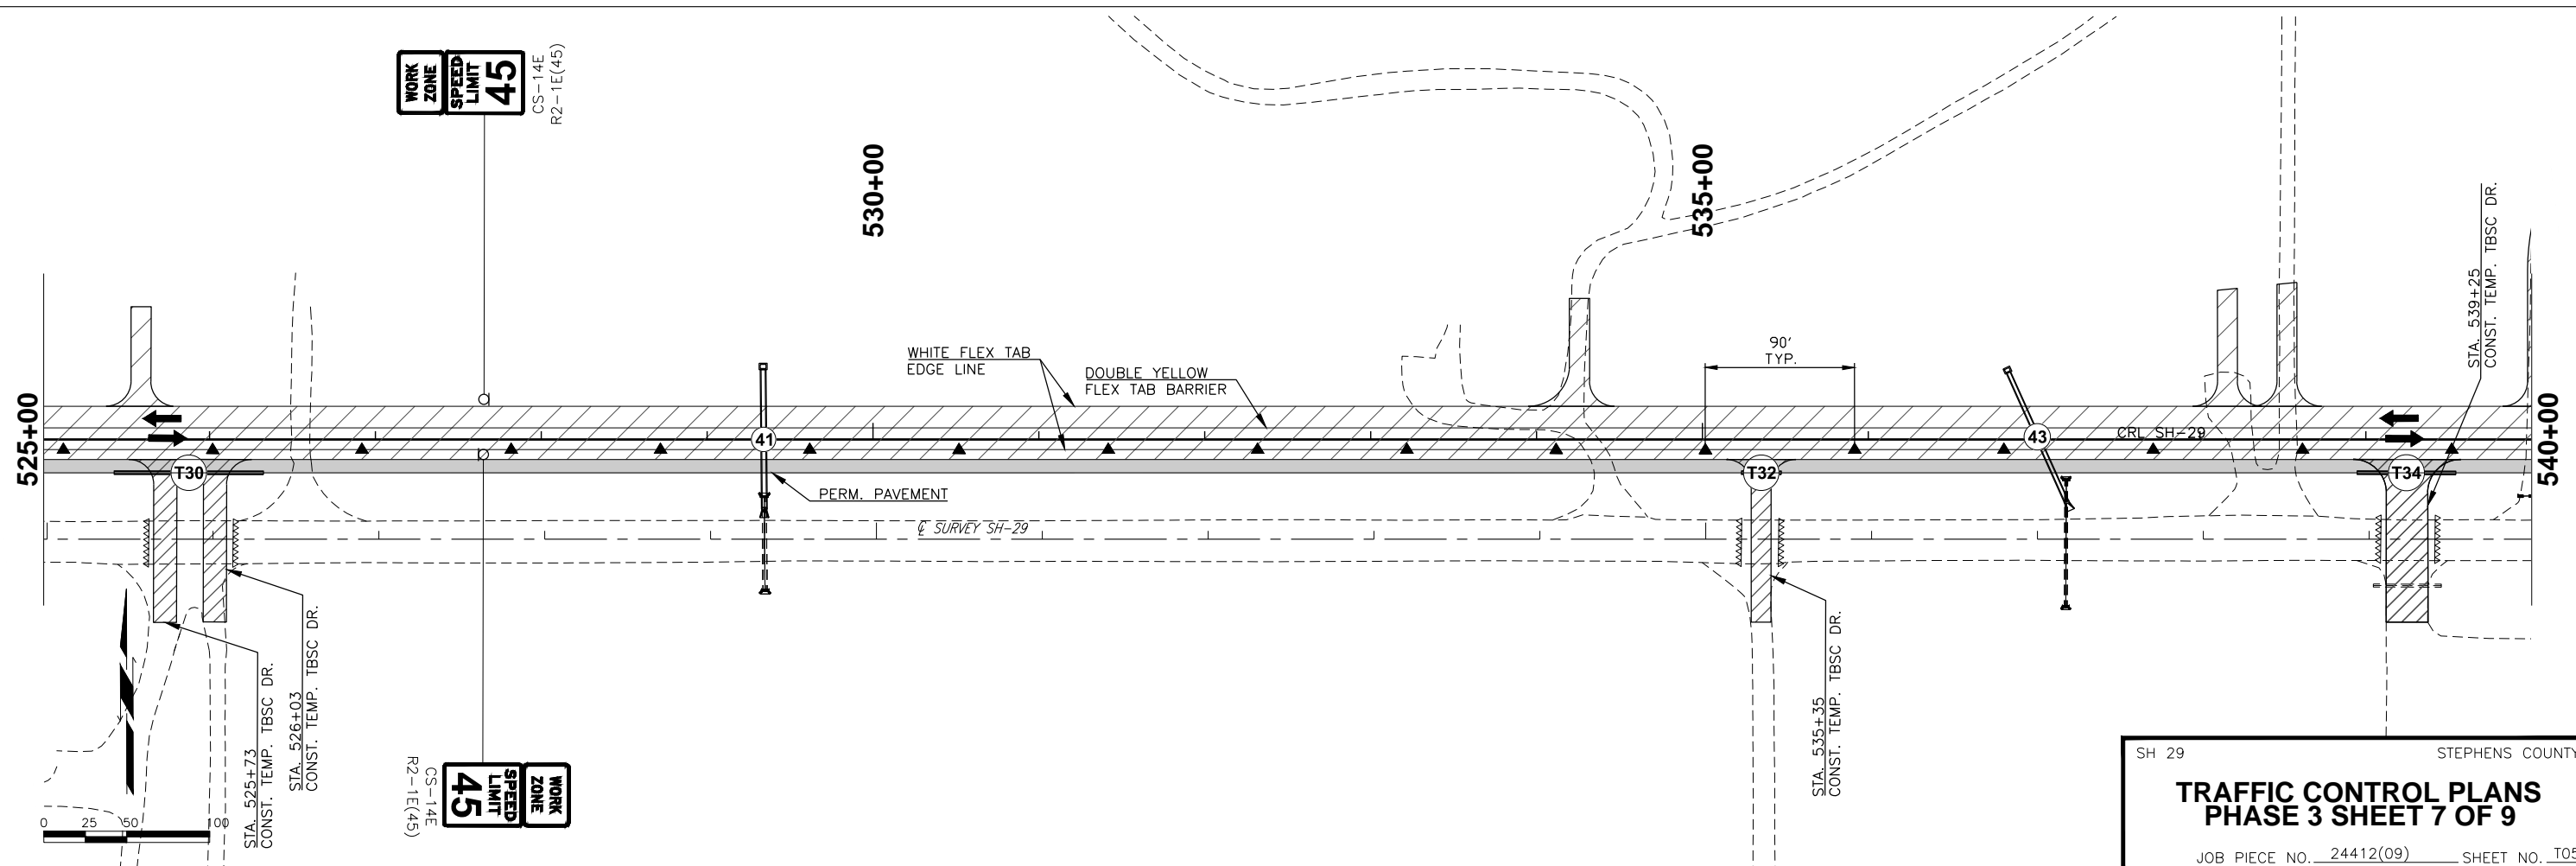 WORK
ZONE
SPEED
LIMIT
45
CS-14E
R2-1E(45)
530+00
535+00
STA. 539+25
CONST. TEMP. TBSC DR.
525+00
WHITE FLEX TAB
EDGE LINE
DOUBLE YELLOW
FLEX TAB BARRIER
90'
TYP.
540+00
41
43
CRL SH-29
T30
T32
T34
PERM. PAVEMENT
℄ SURVEY SH-29
STA. 525+73
CONST. TEMP. TBSC DR.
STA. 526+03
CONST. TEMP. TBSC DR.
STA. 535+35
CONST. TEMP. TBSC DR.
0 25 50 100
CS-14E
R2-1E(45)
WORK
ZONE
SPEED
LIMIT
45
SH 29 STEPHENS COUNTY
TRAFFIC CONTROL PLANS
PHASE 3 SHEET 7 OF 9
JOB PIECE NO. 24412(09) SHEET NO.